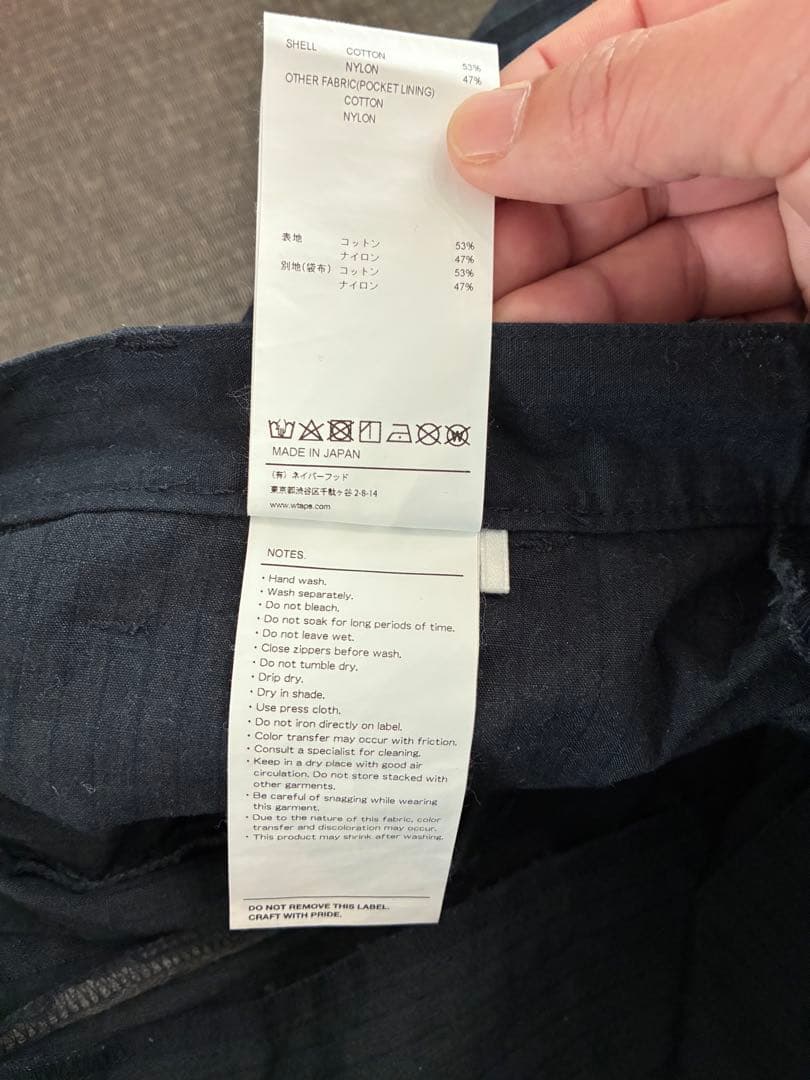 SHELL COTTON 53%
NYLON 47%
OTHER FABRIC(POCKET LINING)
COTTON
NYLON
表地 コットン 53%
ナイロン 47%
別地(袋布) コットン 53%
ナイロン 47%
W
MADE IN JAPAN
(有) ネイバーフッド
東京都渋谷区千駄ヶ谷 2-8-14
www.wtaps.com
NOTES.
・Hand wash.
・Wash separately.
・Do not bleach.
・Do not soak for long periods of time.
・Do not leave wet.
・Close zippers before wash.
・Do not tumble dry.
・Drip dry.
・Dry in shade.
・Use press cloth.
・Do not iron directly on label.
・Color transfer may occur with friction.
・Consult a specialist for cleaning.
・Keep in a dry place with good air
circulation. Do not store stacked with
other garments.
・Be careful of snagging while wearing
this garment.
・Due to the nature of this fabric, color
transfer and discoloration may occur.
・This product may shrink after washing.
DO NOT REMOVE THIS LABEL.
CRAFT WITH PRIDE.